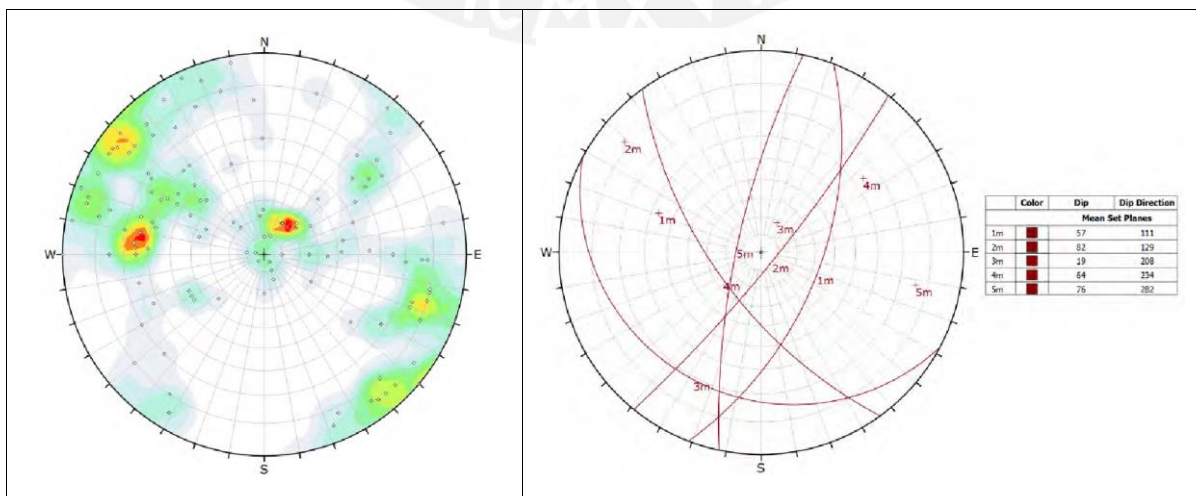 N
W
E
S
N
W
E
S
2m
4m
1m
3m
5m
2m
1m
4m
5m
3m
Color Dip Dip Direction
Mean Set Planes
1m 57 111
2m 82 129
3m 19 208
4m 64 234
5m 76 282